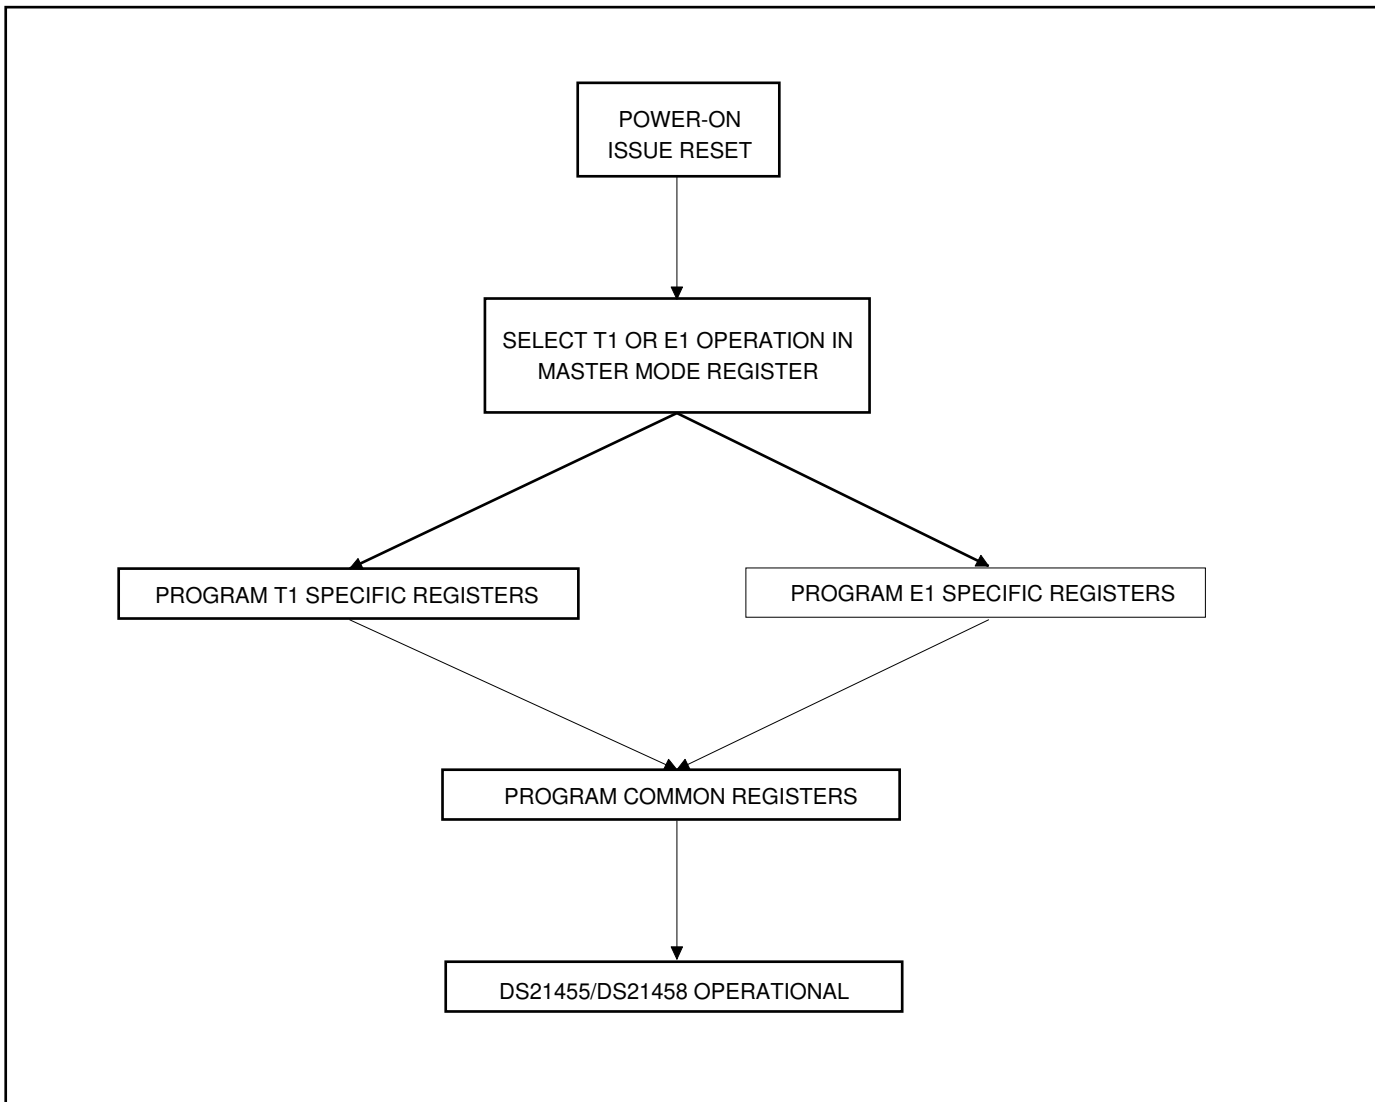 POWER-ON
ISSUE RESET
SELECT T1 OR E1 OPERATION IN
MASTER MODE REGISTER
PROGRAM T1 SPECIFIC REGISTERS
PROGRAM E1 SPECIFIC REGISTERS
PROGRAM COMMON REGISTERS
DS21455/DS21458 OPERATIONAL